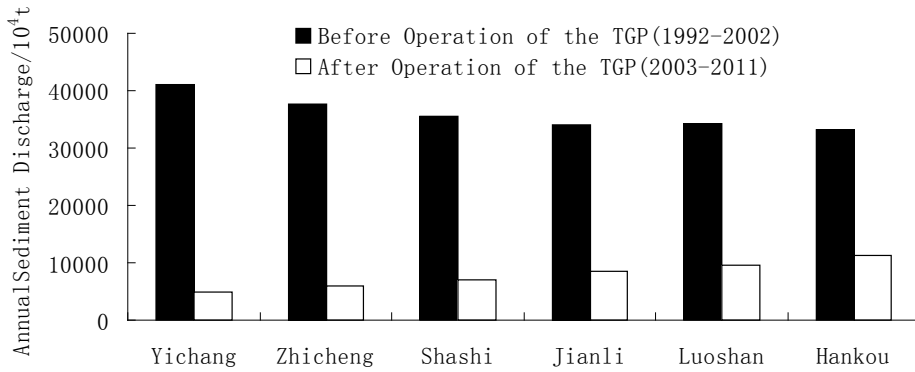 AnnualSediment Discharge/10⁴t
50000
40000
30000
20000
10000
0
Before Operation of the TGP(1992-2002)
After Operation of the TGP(2003-2011)
Yichang Zhicheng Shashi Jianli Luoshan Hankou